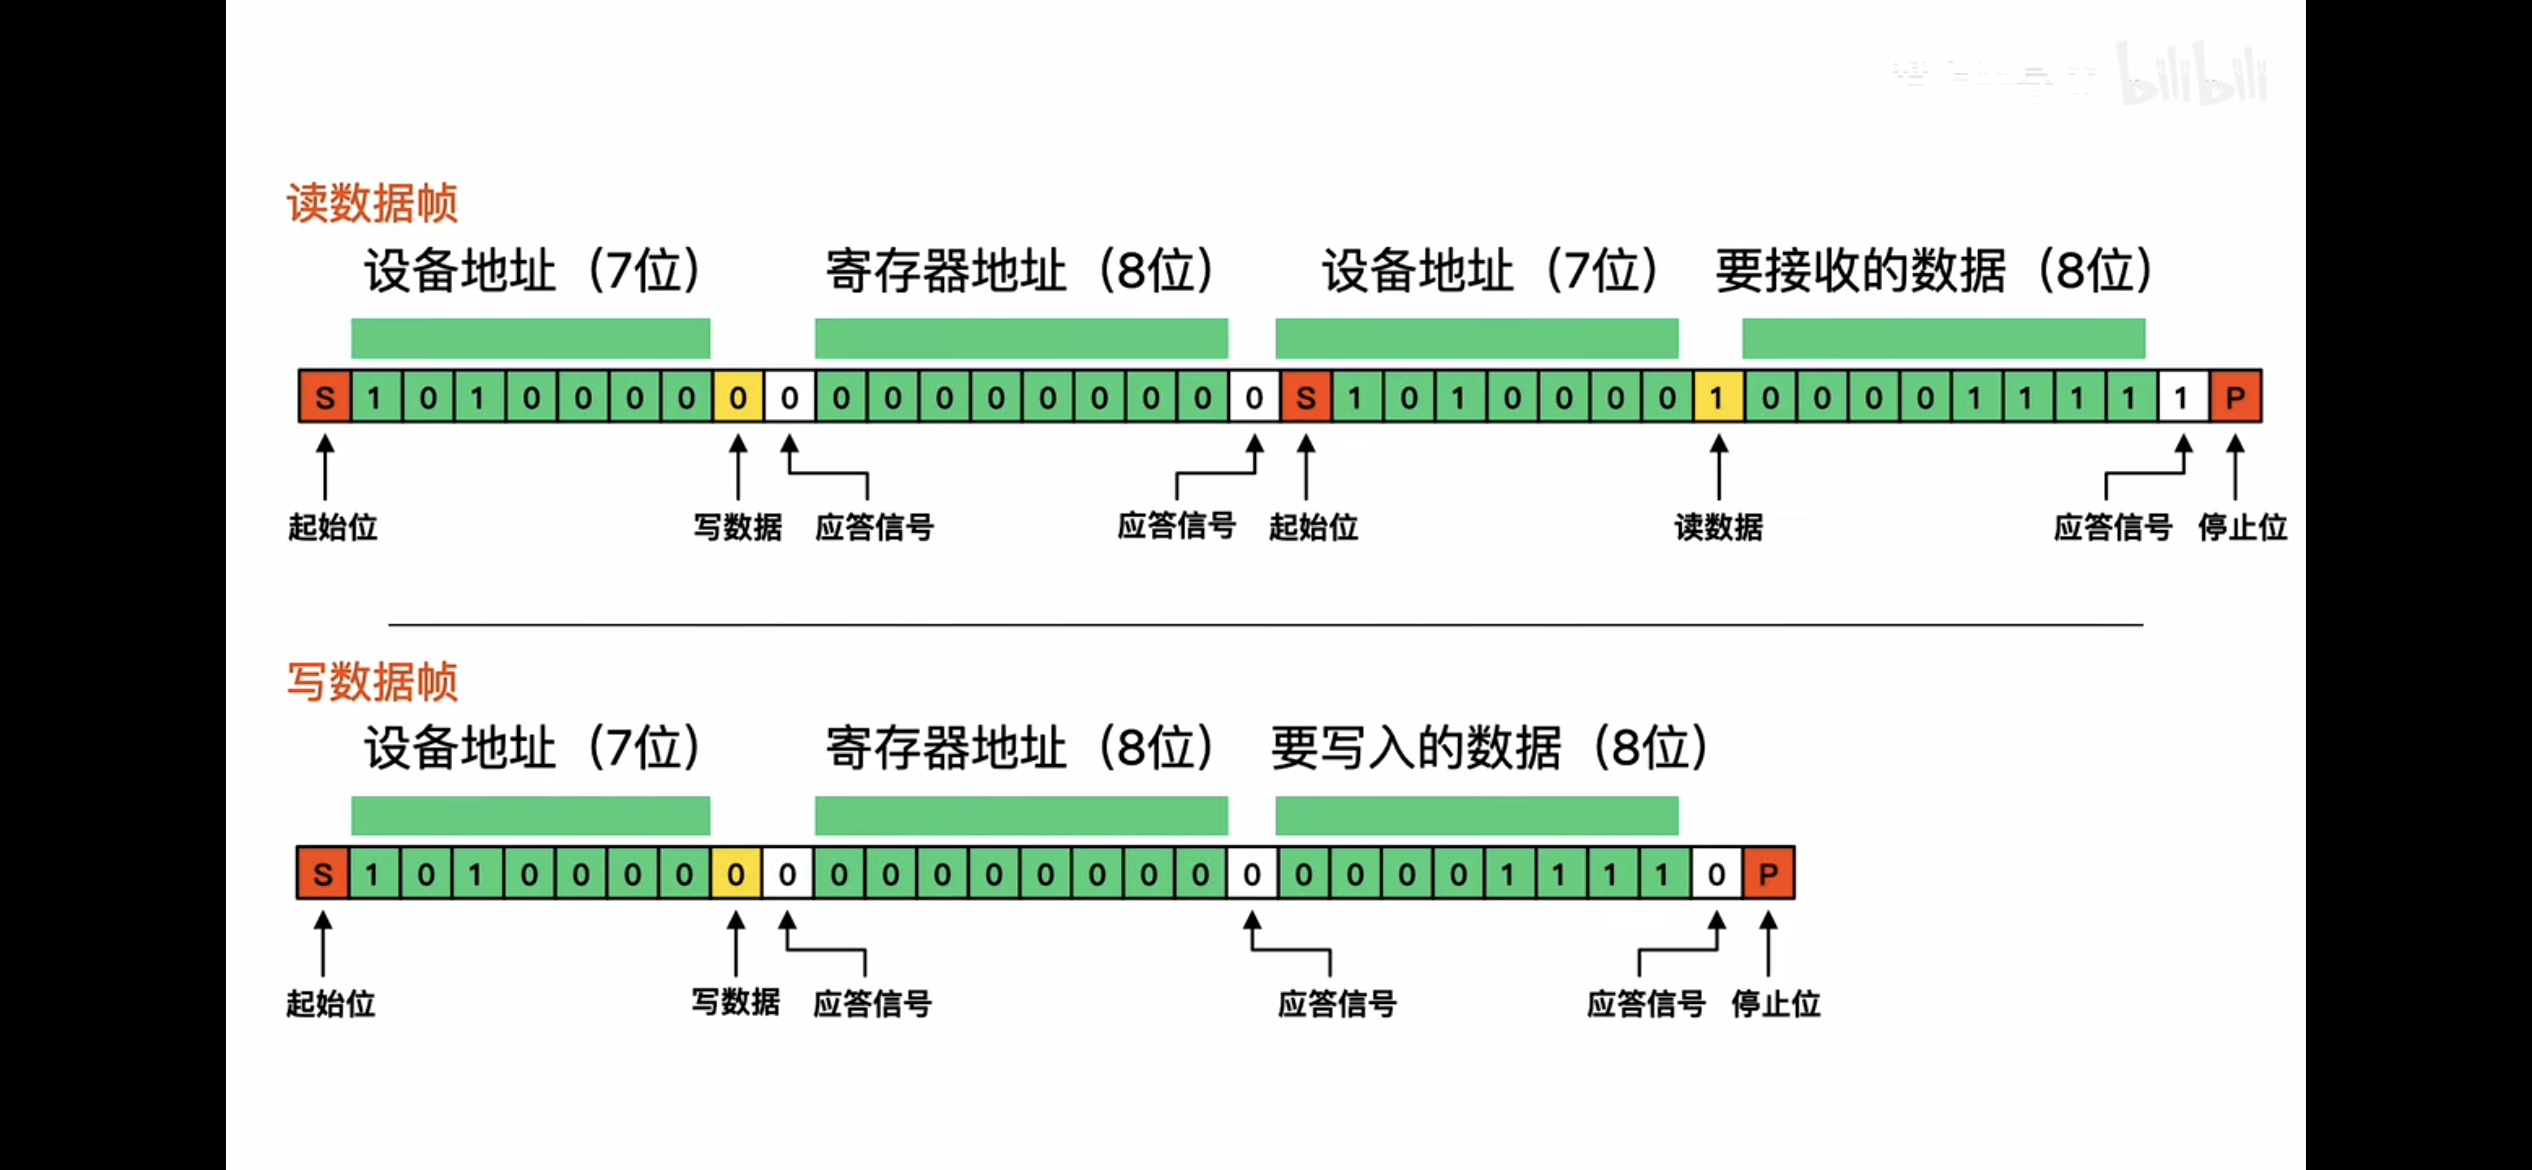 bilibili
读数据帧
设备地址（7位） 寄存器地址（8位） 设备地址（7位） 要接收的数据（8位）
S 1 0 1 0 0 0 0 0 0 0 0 0 0 0 0 0 0 0 S 1 0 1 0 0 0 0 1 0 0 0 0 1 1 1 1 1 P
起始位 写数据 应答信号 应答信号 起始位 读数据 应答信号 停止位
写数据帧
设备地址（7位） 寄存器地址（8位） 要写入的数据（8位）
S 1 0 1 0 0 0 0 0 0 0 0 0 0 0 0 0 0 0 0 0 0 0 1 1 1 1 0 P
起始位 写数据 应答信号 应答信号 应答信号 停止位